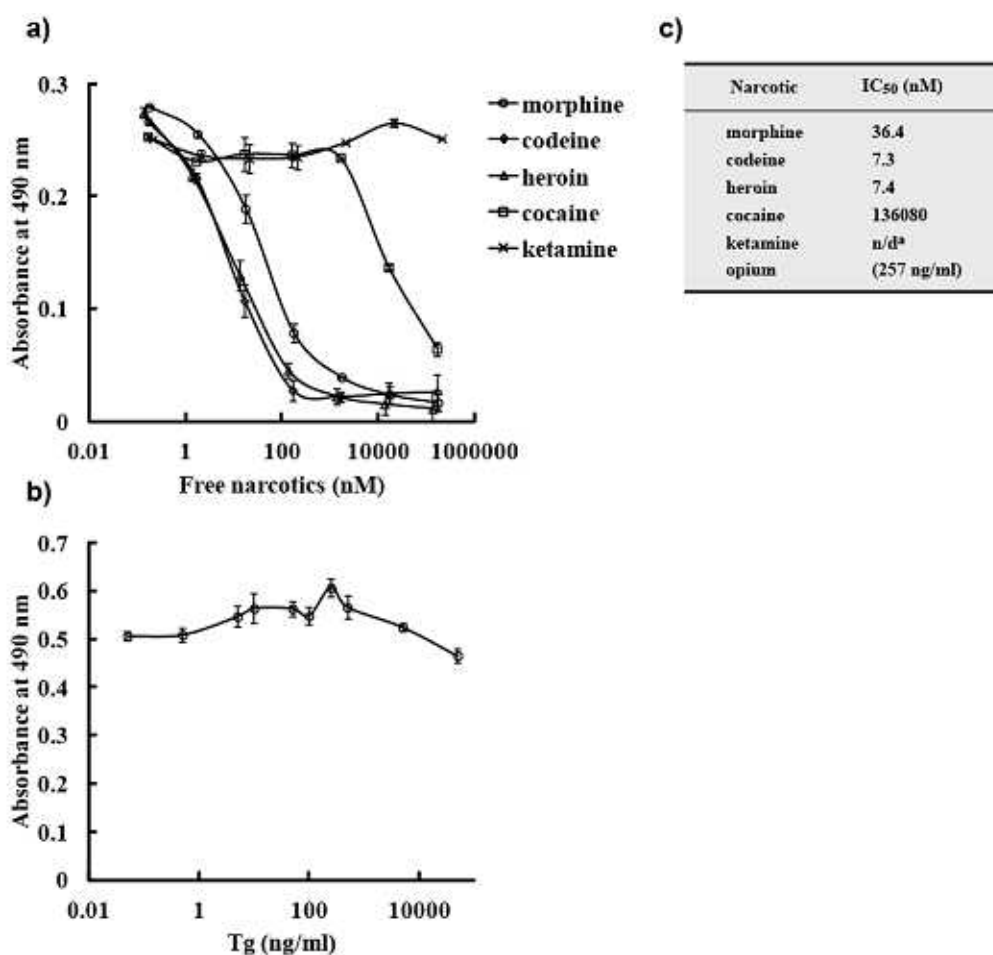 a)
0.3
0.2
0.1
0
Absorbance at 490 nm
0.01 1 100 10000 1000000
Free narcotics (nM)
morphine
codeine
heroin
cocaine
ketamine
b)
0.7
0.6
0.5
0.4
0.3
0.2
0.1
0
Absorbance at 490 nm
0.01 1 100 10000
Tg (ng/ml)
c)
Narcotic IC50 (nM)
morphine 36.4
codeine 7.3
heroin 7.4
cocaine 136080
ketamine n/dª
opium (257 ng/ml)